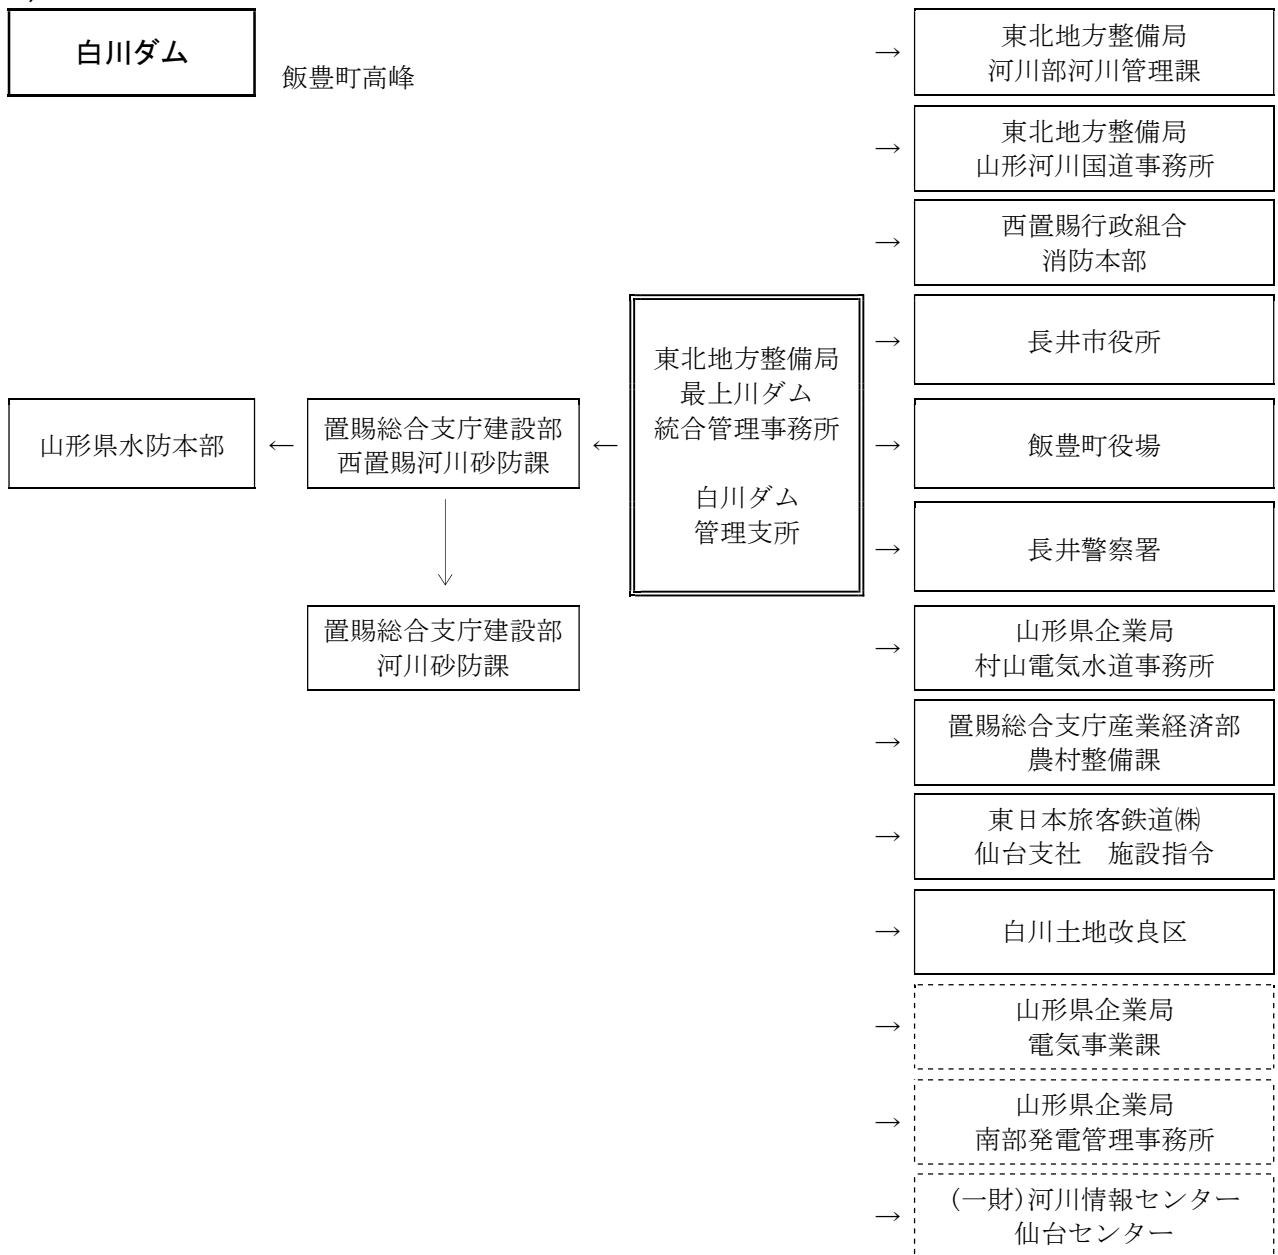 白川ダム
飯豊町高峰
→
東北地方整備局
河川部河川管理課
→
東北地方整備局
山形河川国道事務所
→
西置賜行政組合
消防本部
→
長井市役所
東北地方整備局
最上川ダム
統合管理事務所
白川ダム
管理支所
山形県水防本部
←
置賜総合支庁建設部
西置賜河川砂防課
←
→
飯豊町役場
→
長井警察署
置賜総合支庁建設部
河川砂防課
→
山形県企業局
村山電気水道事務所
→
置賜総合支庁産業経済部
農村整備課
→
東日本旅客鉄道㈱
仙台支社　施設指令
→
白川土地改良区
→
山形県企業局
電気事業課
→
山形県企業局
南部発電管理事務所
→
(一財)河川情報センター
仙台センター